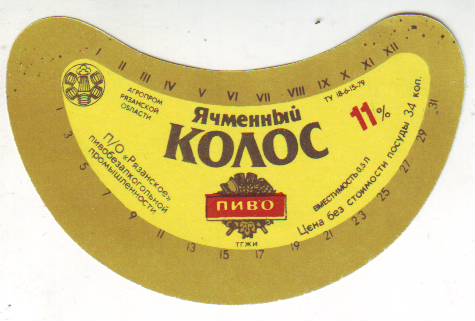 I II III IV V VI VII VIII IX X XI XII
АГРОПРОМ
РЯЗАНСКОЙ
ОБЛАСТИ
ТУ 18-6-15-79
Ячменный
КОЛОС
11%
П/О «Рязанское»
пивобезалкогольной
промышленности
ПИВО
ВМЕСТИМОСТЬ 0,5 Л
Цена без стоимости посуды 34 коп.
1 3 5 7 9 11 13 15 17 19 21 23 25 27 29 31